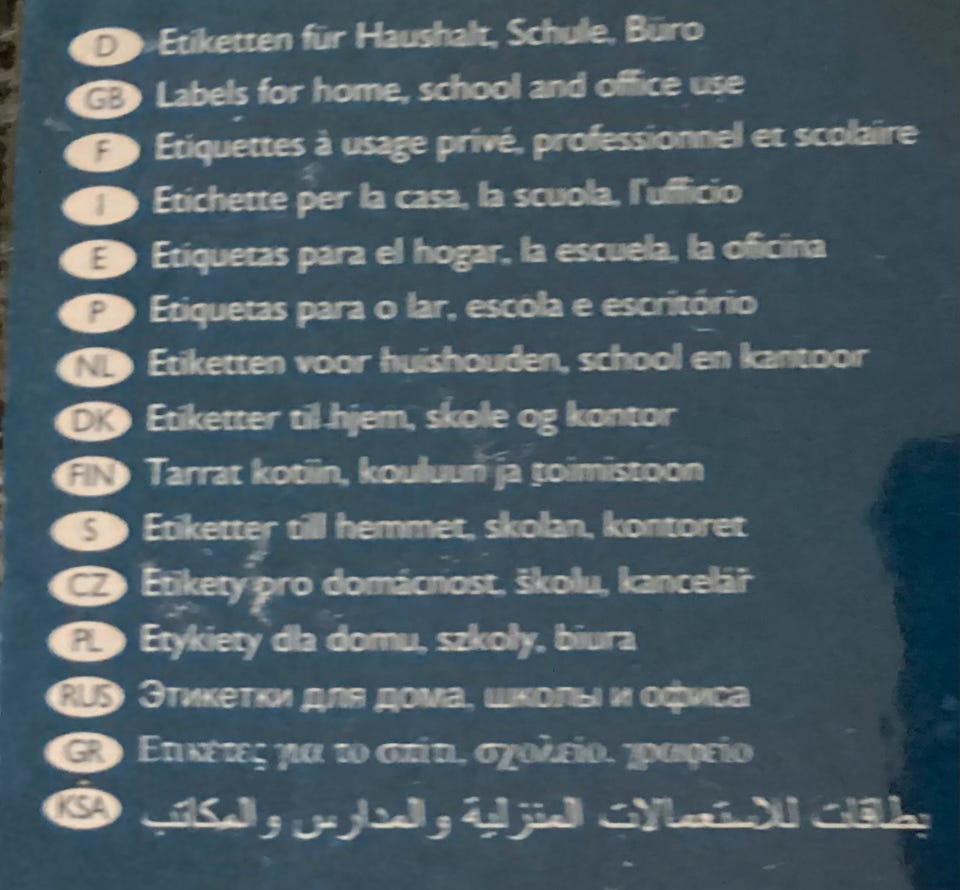 D Etiketten für Haushalt, Schule, Büro
GB Labels for home, school and office use
F Etiquettes à usage privé, professionnel et scolaire
I Etichette per la casa, la scuola, l'ufficio
E Etiquetas para el hogar, la escuela, la oficina
P Etiquetas para o lar, escola e escritório
NL Etiketten voor huishouden, school en kantoor
DK Etiketter til hjem, skole og kontor
FIN Tarrat kotiin, kouluun ja toimistoon
S Etiketter till hemmet, skolan, kontoret
CZ Etikety pro domácnost, školu, kancelář
PL Etykiety dla domu, szkoly, biura
RUS Этикетки для дома, школы и офиса
GR Ετικέτες για το σπίτι, σχολείο, γραφείο
KSA بطاقات للاستعمالات المنزلية والمدارس والمكاتب